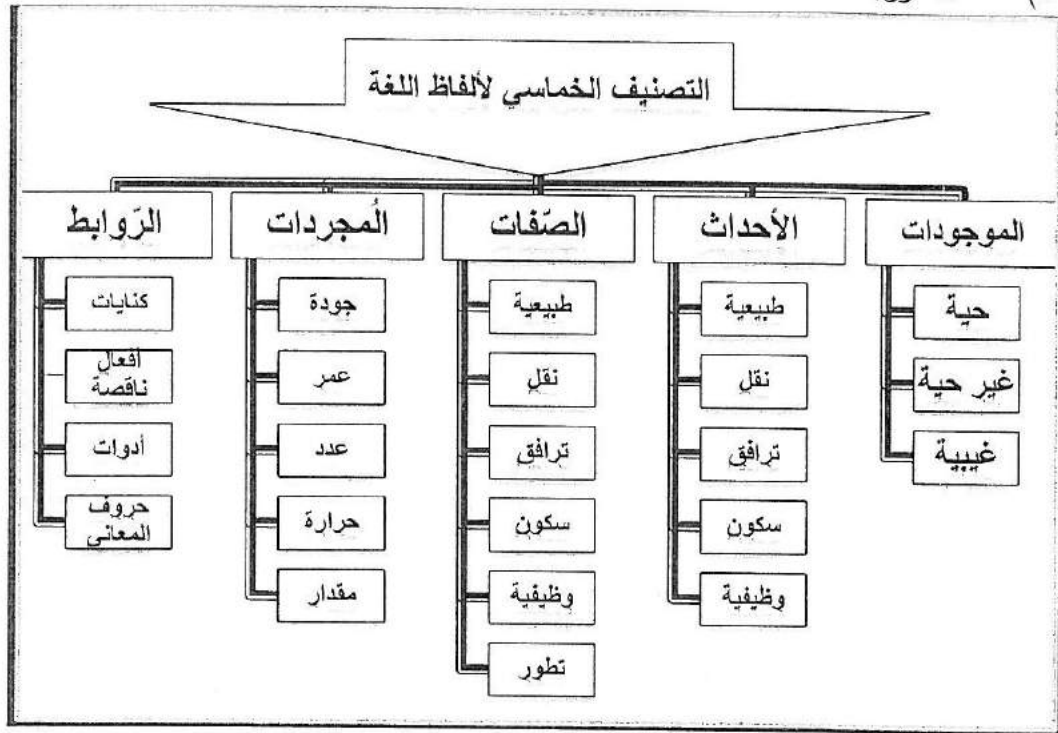 التصنيف الخماسي لألفاظ اللغة
الموجودات
حية
غير حية
غيبية
الأحداث
طبيعية
نقل
ترافق
سكون
وظيفية
الصّفات
طبيعية
نقل
ترافق
سكون
وظيفية
تطور
المُجردات
جودة
عمر
عدد
حرارة
مقدار
الرّوابط
كنايات
أفعال
ناقصة
أدوات
حروف
المعاني